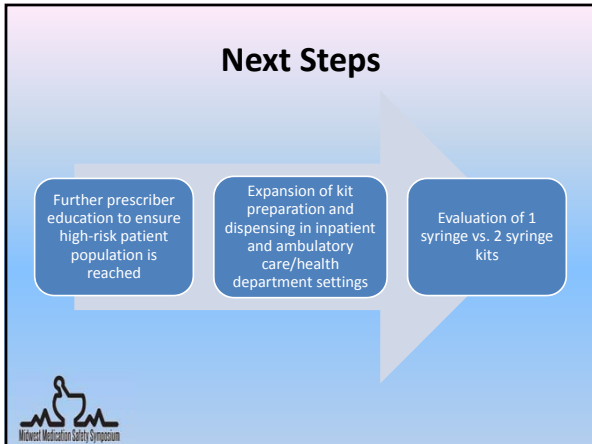 Next Steps
Further prescriber
education to ensure
high-risk patient
population is
reached
Expansion of kit
preparation and
dispensing in inpatient
and ambulatory
care/health
department settings
Evaluation of 1
syringe vs. 2 syringe
kits
Midwest Medication Safety Symposium